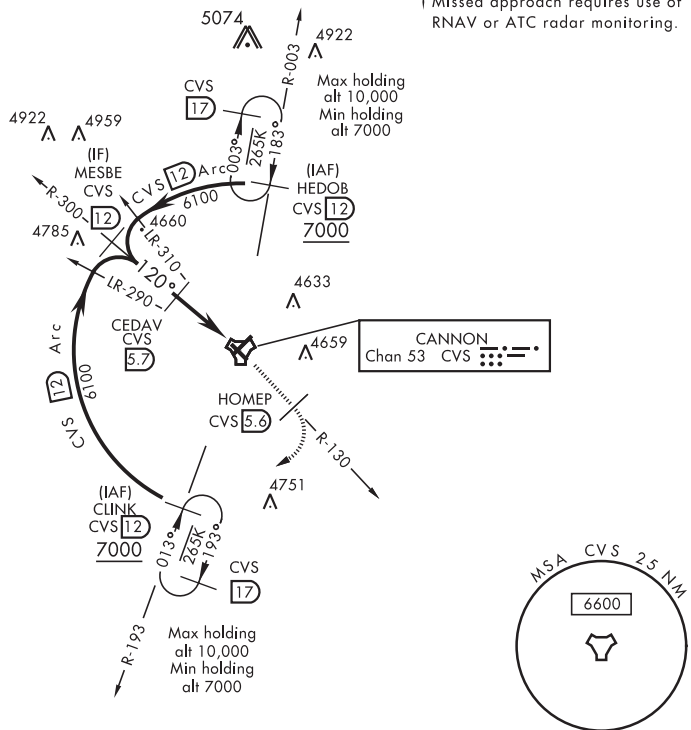 Missed approach requires use of
RNAV or ATC radar monitoring.
5074
4922
R-003
CVS
17
Max holding
alt 10,000
Min holding
alt 7000
003°
265K
183°
4922
4959
(IF)
MESBE
CVS
12
CVS 12 Arc
6100
(IAF)
HEDOB
CVS 12
7000
R-300
4785
4660
LR-310
120°
LR-290
4633
CEDAV
CVS
5.7
4659
CANNON
Chan 53 CVS
CVS 12 Arc
6100
HOMEP
CVS 5.6
R-130
4751
(IAF)
CLINK
CVS 12
7000
013°
265K
193°
CVS
17
R-193
Max holding
alt 10,000
Min holding
alt 7000
MSA CVS 25 NM
6600